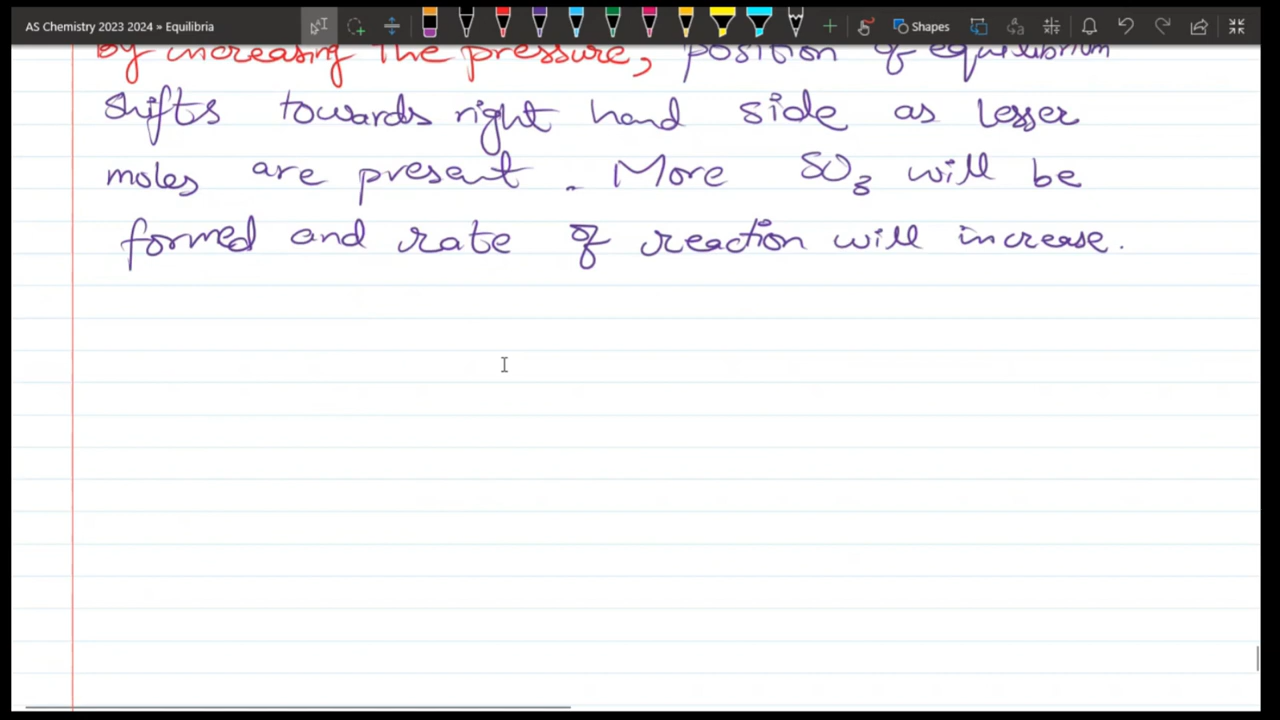 AS Chemistry 2023 2024 » Equilibria
Shapes
By increasing the pressure, position of equilibrium
shifts towards right hand side as lesser
moles are present. More SO₃ will be
formed and rate of reaction will increase.